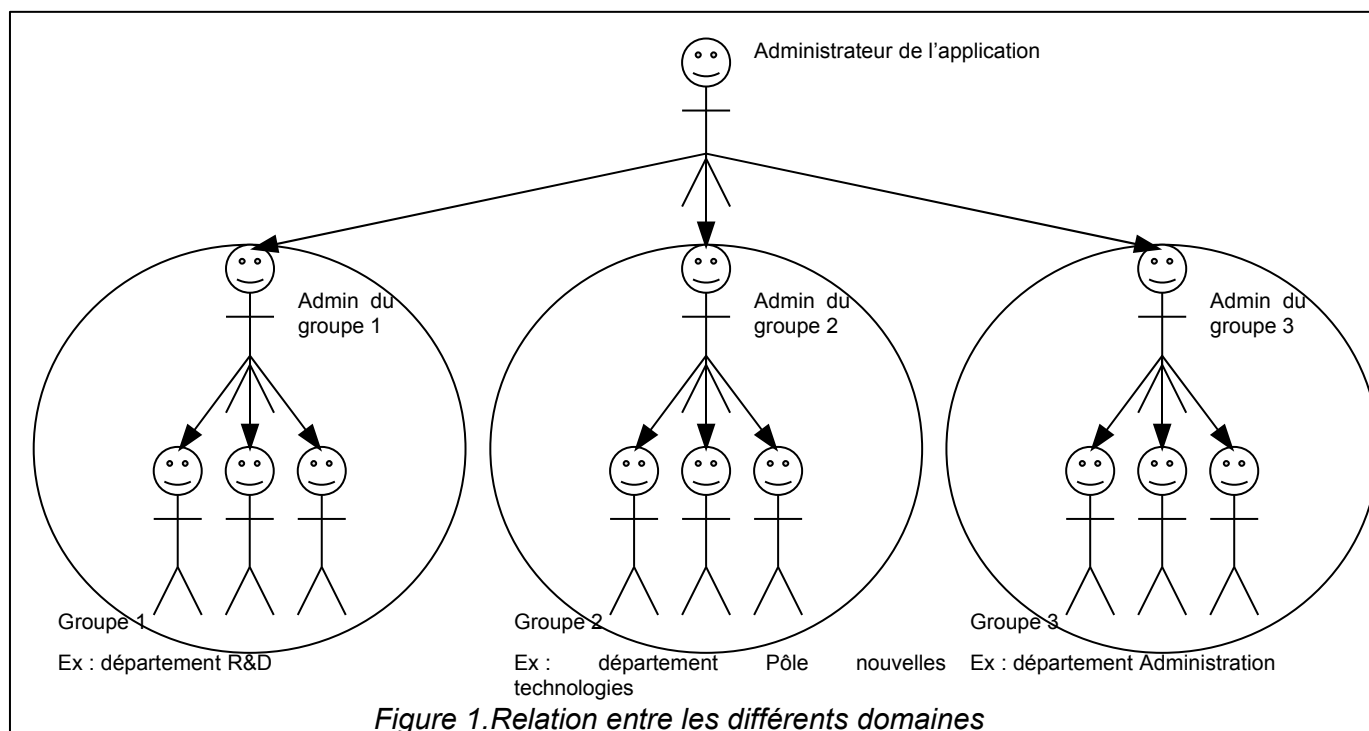 Administrateur de l'application
Admin du
groupe 1
Admin du
groupe 2
Admin du
groupe 3
Groupe 1
Ex : département R&D
Groupe 2
Ex : département Pôle nouvelles
technologies
Groupe 3
Ex : département Administration
Figure 1.Relation entre les différents domaines